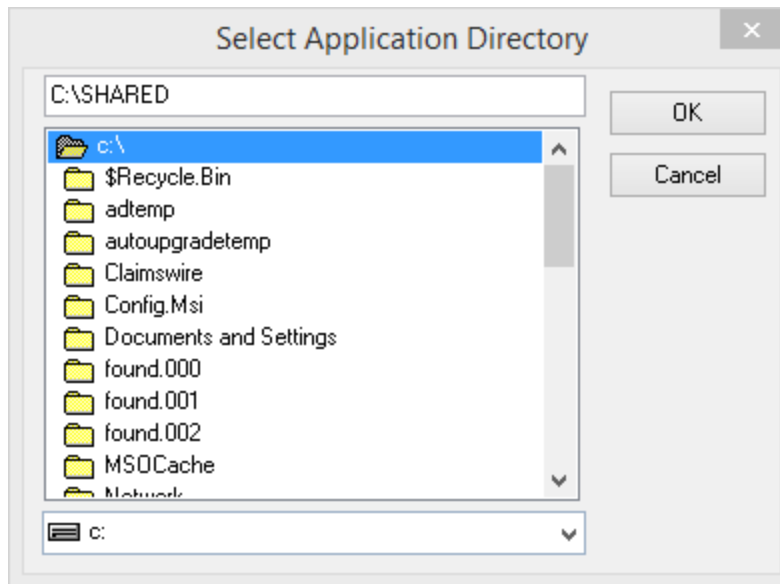 Select Application Directory
C:\SHARED
OK
c:\
$Recycle.Bin
Cancel
adtemp
autoupgradetemp
Claimswire
Config.Msi
Documents and Settings
found.000
found.001
found.002
MSOCache
Network
c: